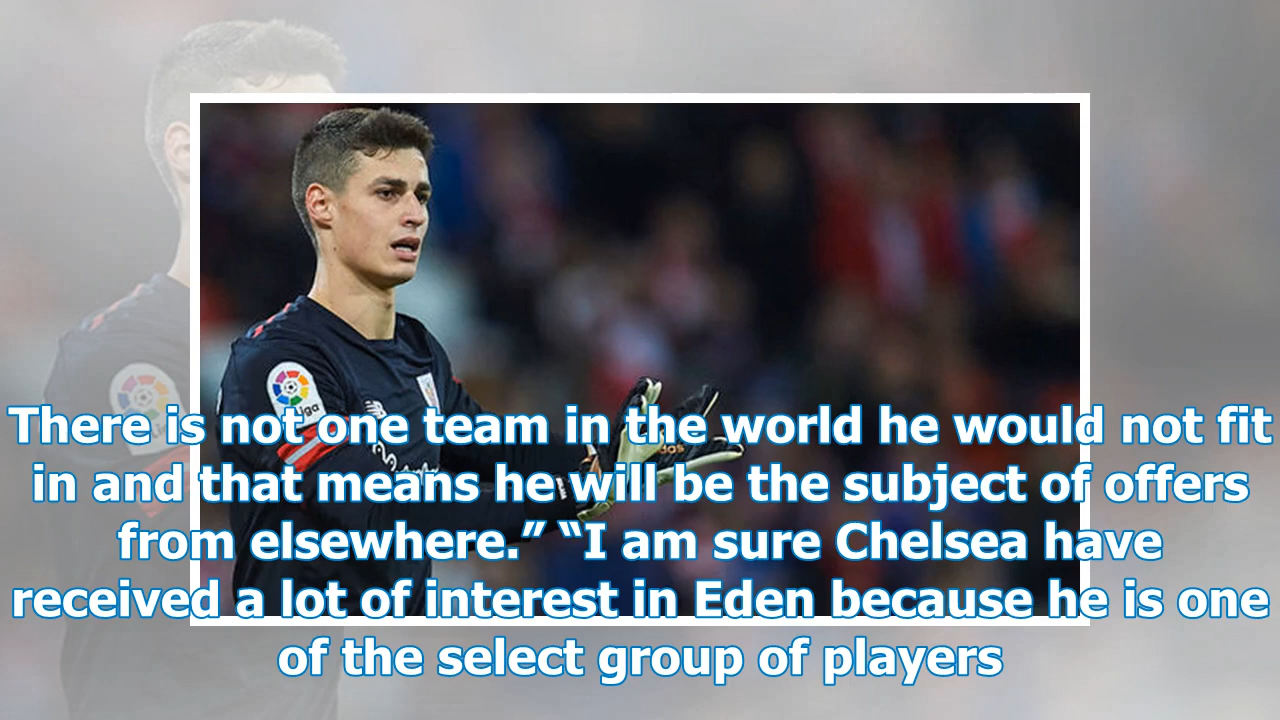 There is not one team in the world he would not fit
in and that means he will be the subject of offers
from elsewhere.” “I am sure Chelsea have
received a lot of interest in Eden because he is one
of the select group of players